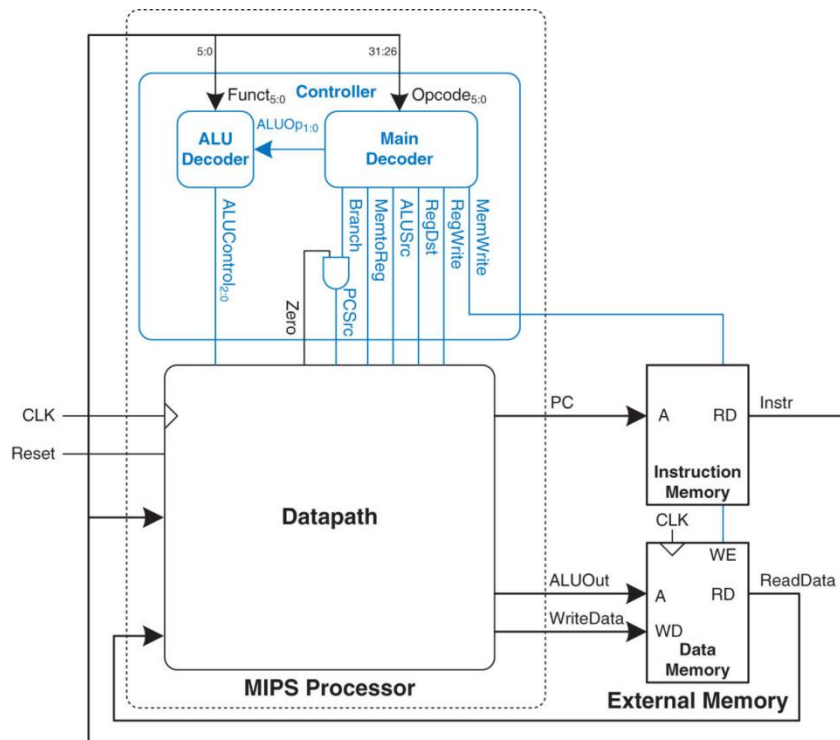 5:0
31:26
Controller
Funct5:0
Opcode5:0
ALU
Decoder
ALUOp1:0
Main
Decoder
ALUControl2:0
Branch
MemtoReg
ALUSrc
RegDst
RegWrite
MemWrite
Zero
PCSrc
CLK
Reset
Datapath
PC
A
RD
Instr
Instruction
Memory
CLK
WE
ALUOut
A
RD
ReadData
WriteData
WD
Data
Memory
MIPS Processor
External Memory